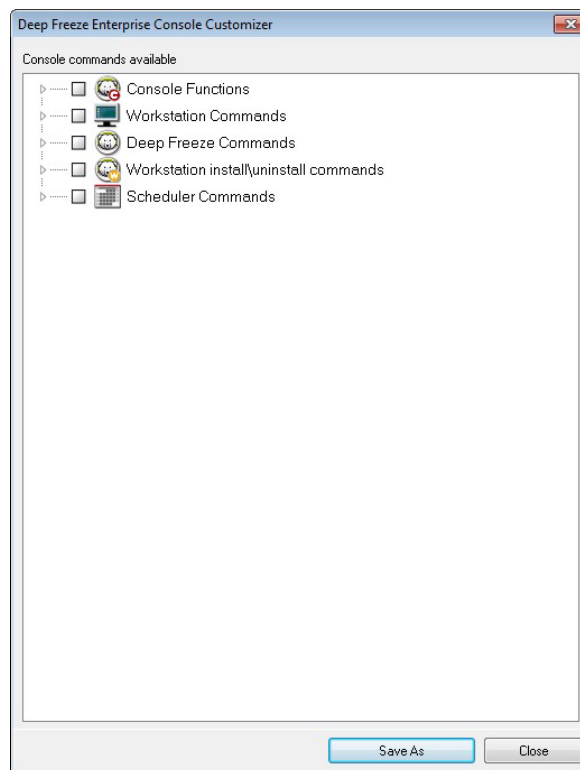 Deep Freeze Enterprise Console Customizer
Console commands available
Console Functions
Workstation Commands
Deep Freeze Commands
Workstation install\uninstall commands
Scheduler Commands
Save As
Close